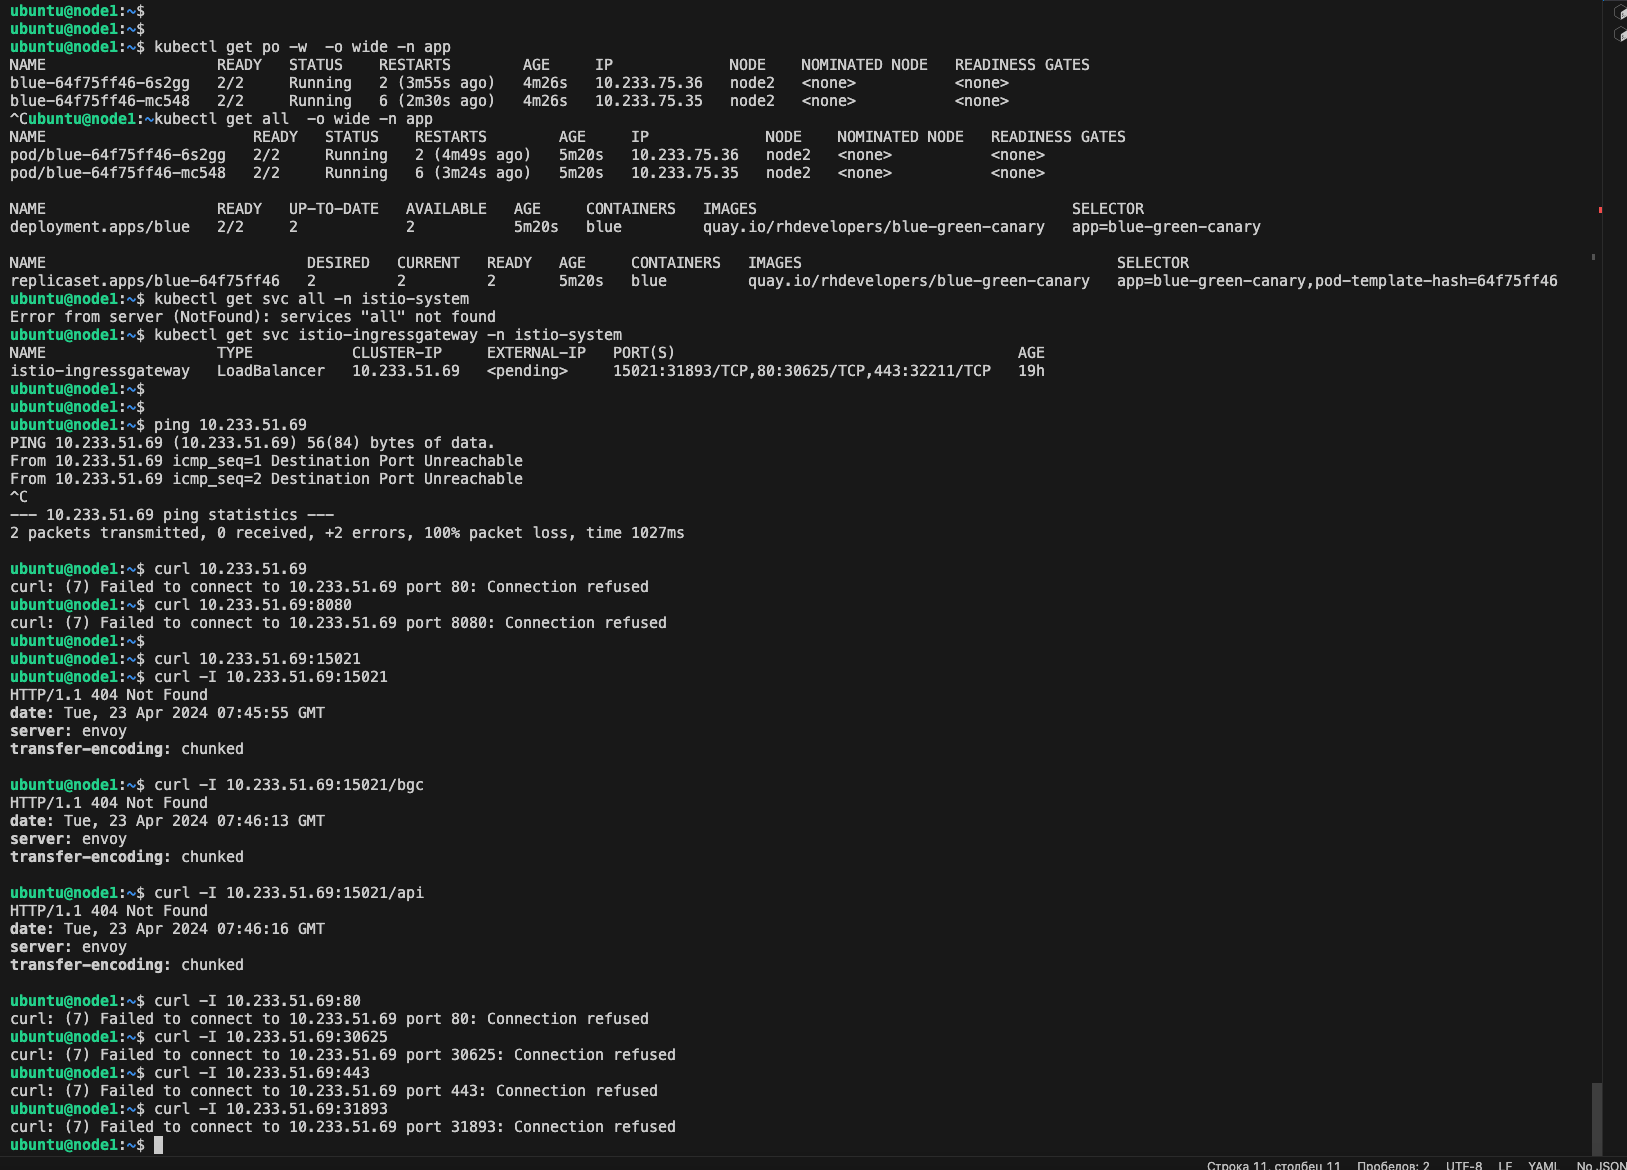 ubuntu@node1:~$
ubuntu@node1:~$
ubuntu@node1:~$ kubectl get po -w  -o wide -n app
NAME                   READY   STATUS    RESTARTS        AGE     IP             NODE    NOMINATED NODE   READINESS GATES
blue-64f75ff46-6s2gg   2/2     Running   2 (3m55s ago)   4m26s   10.233.75.36   node2   <none>           <none>
blue-64f75ff46-mc548   2/2     Running   6 (2m30s ago)   4m26s   10.233.75.35   node2   <none>           <none>
^Cubuntu@node1:~kubectl get all  -o wide -n app
NAME                       READY   STATUS    RESTARTS        AGE     IP             NODE    NOMINATED NODE   READINESS GATES
pod/blue-64f75ff46-6s2gg   2/2     Running   2 (4m49s ago)   5m20s   10.233.75.36   node2   <none>           <none>
pod/blue-64f75ff46-mc548   2/2     Running   6 (3m24s ago)   5m20s   10.233.75.35   node2   <none>           <none>

NAME                   READY   UP-TO-DATE   AVAILABLE   AGE     CONTAINERS   IMAGES                                   SELECTOR
deployment.apps/blue   2/2     2            2           5m20s   blue         quay.io/rhdevelopers/blue-green-canary   app=blue-green-canary

NAME                             DESIRED   CURRENT   READY   AGE     CONTAINERS   IMAGES                                   SELECTOR
replicaset.apps/blue-64f75ff46   2         2         2       5m20s   blue         quay.io/rhdevelopers/blue-green-canary   app=blue-green-canary,pod-template-hash=64f75ff46
ubuntu@node1:~$ kubectl get svc all -n istio-system
Error from server (NotFound): services "all" not found
ubuntu@node1:~$ kubectl get svc istio-ingressgateway -n istio-system
NAME                   TYPE           CLUSTER-IP     EXTERNAL-IP   PORT(S)                                      AGE
istio-ingressgateway   LoadBalancer   10.233.51.69   <pending>     15021:31893/TCP,80:30625/TCP,443:32211/TCP   19h
ubuntu@node1:~$
ubuntu@node1:~$
ubuntu@node1:~$ ping 10.233.51.69
PING 10.233.51.69 (10.233.51.69) 56(84) bytes of data.
From 10.233.51.69 icmp_seq=1 Destination Port Unreachable
From 10.233.51.69 icmp_seq=2 Destination Port Unreachable
^C
--- 10.233.51.69 ping statistics ---
2 packets transmitted, 0 received, +2 errors, 100% packet loss, time 1027ms

ubuntu@node1:~$ curl 10.233.51.69
curl: (7) Failed to connect to 10.233.51.69 port 80: Connection refused
ubuntu@node1:~$ curl 10.233.51.69:8080
curl: (7) Failed to connect to 10.233.51.69 port 8080: Connection refused
ubuntu@node1:~$
ubuntu@node1:~$ curl 10.233.51.69:15021
ubuntu@node1:~$ curl -I 10.233.51.69:15021
HTTP/1.1 404 Not Found
date: Tue, 23 Apr 2024 07:45:55 GMT
server: envoy
transfer-encoding: chunked

ubuntu@node1:~$ curl -I 10.233.51.69:15021/bgc
HTTP/1.1 404 Not Found
date: Tue, 23 Apr 2024 07:46:13 GMT
server: envoy
transfer-encoding: chunked

ubuntu@node1:~$ curl -I 10.233.51.69:15021/api
HTTP/1.1 404 Not Found
date: Tue, 23 Apr 2024 07:46:16 GMT
server: envoy
transfer-encoding: chunked

ubuntu@node1:~$ curl -I 10.233.51.69:80
curl: (7) Failed to connect to 10.233.51.69 port 80: Connection refused
ubuntu@node1:~$ curl -I 10.233.51.69:30625
curl: (7) Failed to connect to 10.233.51.69 port 30625: Connection refused
ubuntu@node1:~$ curl -I 10.233.51.69:443
curl: (7) Failed to connect to 10.233.51.69 port 443: Connection refused
ubuntu@node1:~$ curl -I 10.233.51.69:31893
curl: (7) Failed to connect to 10.233.51.69 port 31893: Connection refused
ubuntu@node1:~$
Строка 11, столбец 11   Пробелов: 2   UTF-8   LF   YAML   No JSON